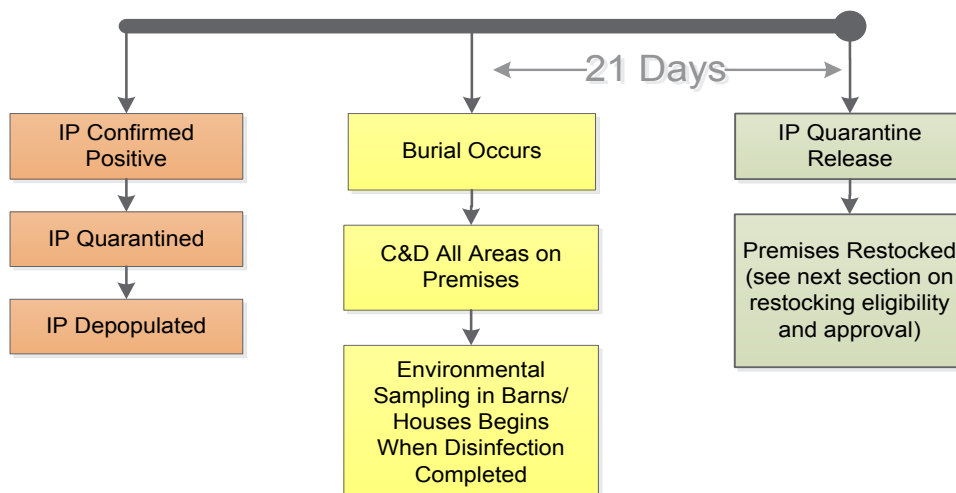 21 Days
IP Confirmed
Positive
IP Quarantined
IP Depopulated
Burial Occurs
C&D All Areas on
Premises
Environmental
Sampling in Barns/
Houses Begins
When Disinfection
Completed
IP Quarantine
Release
Premises Restocked
(see next section on
restocking eligibility
and approval)